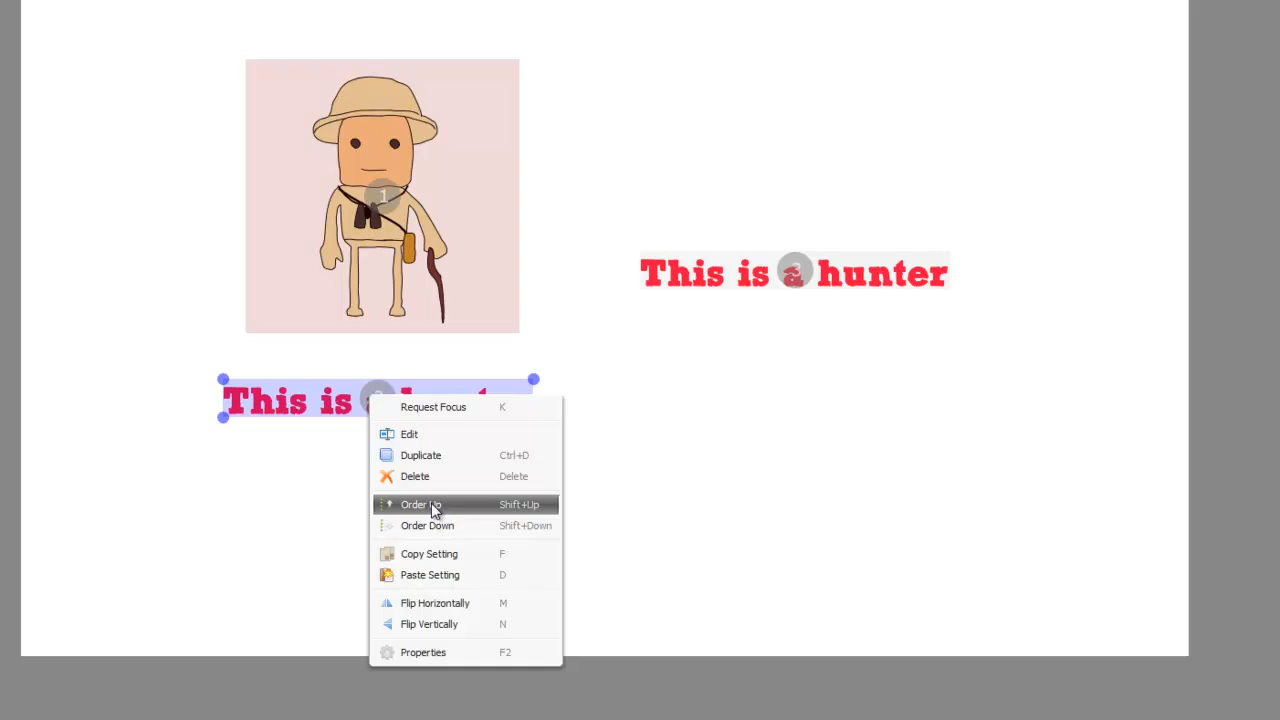 1
This is a hunter
This is
Request Focus K
Edit
Duplicate Ctrl+D
Delete Delete
Order Up Shift+Up
Order Down Shift+Down
Copy Setting F
Paste Setting D
Flip Horizontally M
Flip Vertically N
Properties F2